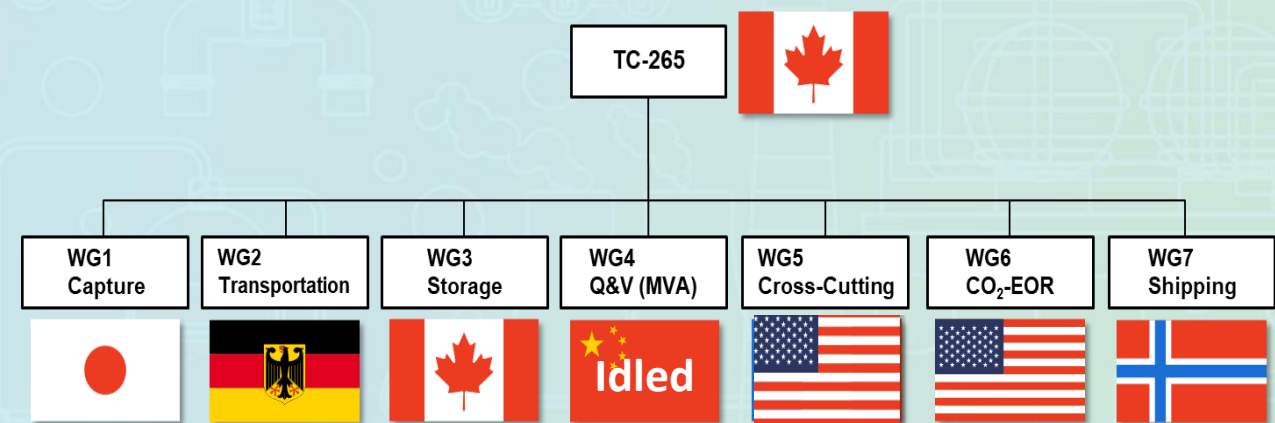 TC-265
WG1
Capture
WG2
Transportation
WG3
Storage
WG4
Q&V (MVA)
WG5
Cross-Cutting
WG6
CO₂-EOR
WG7
Shipping
Idled